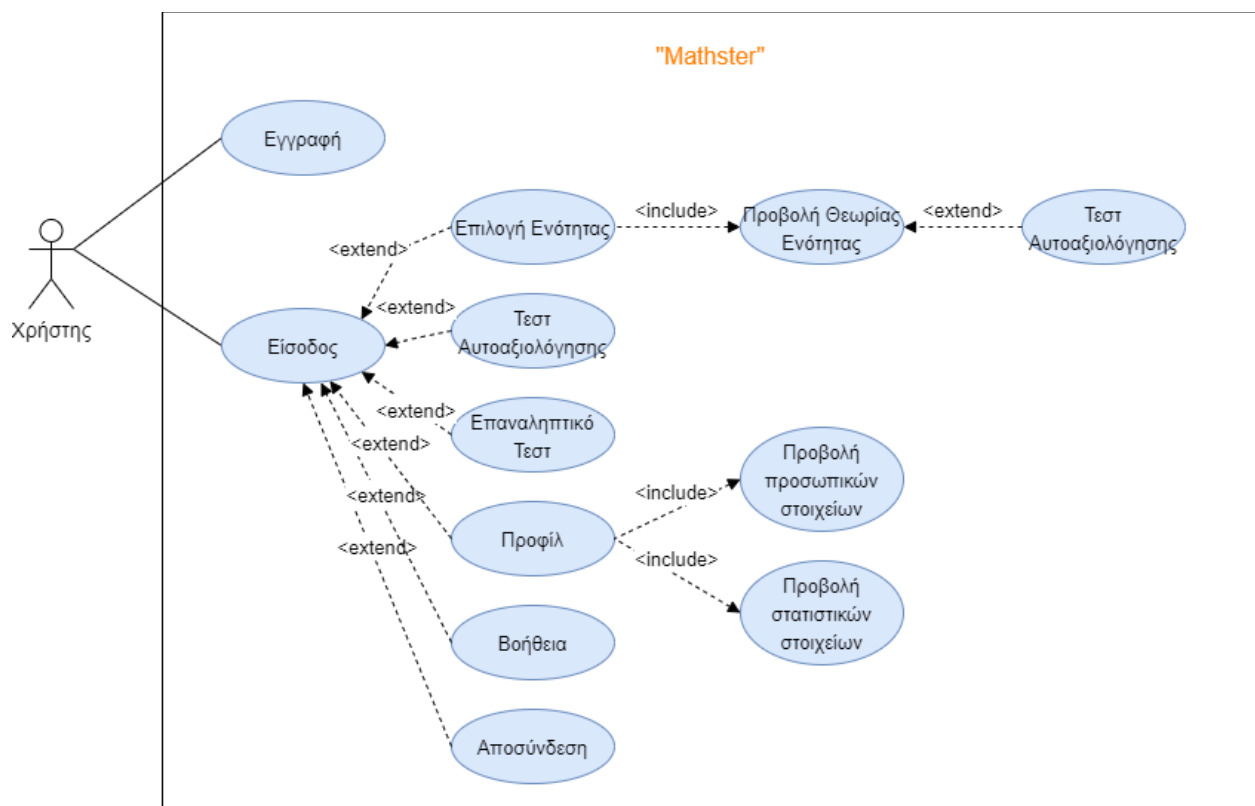 "Mathster"
Εγγραφή
Επιλογή Ενότητας
<include>
Προβολή Θεωρίας
Ενότητας
<extend>
Τεστ
Αυτοαξιολόγησης
<extend>
Χρήστης
Είσοδος
<extend>
Τεστ
Αυτοαξιολόγησης
<extend>
Επαναληπτικό
Τεστ
<extend>
Προφίλ
<include>
Προβολή
προσωπικών
στοιχείων
<include>
Προβολή
στατιστικών
στοιχείων
<extend>
Βοήθεια
<extend>
Αποσύνδεση